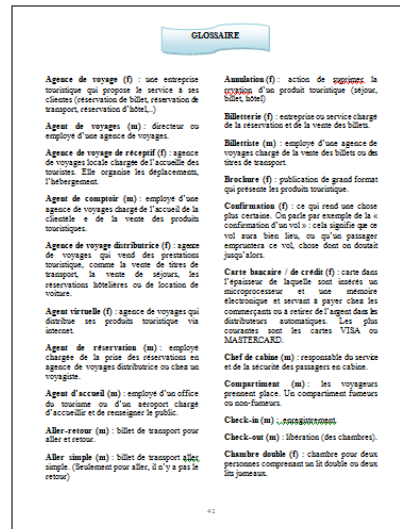 GLOSSAIRE
Agence de voyage (f) : une entreprise
touristique qui propose le service à ses
clientes (réservation de billet, réservation de
transport, réservation d'hôtel,..)
Agent de voyages (m) : directeur ou
employé d'une agence de voyages.
Agence de voyage de réceptif (f) : agence
de voyages locale chargée de l'accueille des
touristes. Elle organise les déplacements,
l'hébergement.
Agent de comptoir (m) : employé d'une
agence de voyages chargé de l'accueil de la
clientèle e de la vente des produits
touristiques.
Agence de voyage distributrice (f) : agence
de voyages qui vend des prestations
touristique, comme la vente de titres de
transport, la vente de séjours, les
réservations hôtelières ou de location de
voiture.
Agent virtuelle (f) : agence de voyages qui
distribue ses produits touristique via
internet.
Agent de réservation (m) : employé
chargée de la prise des réservations en
agence de voyages distributrice ou chez un
voyagiste.
Agent d'accueil (m) : employé d'un office
du tourisme ou d'un aéroport chargé
d'accueillir et de renseigner le public.
Aller-retour (m) : billet de transport pour
aller et retour.
Aller simple (m) : billet de transport aller
simple. (Seulement pour aller, il n'y a pas le
retour)
Annulation (f) : action de suprimes la
cryation d'un produit touristique (séjour,
billet, hôtel)
Billetterie (f) : entreprise ou service chargé
de la réservation et de la vente des billets.
Billettriste (m) : employé d'une agence de
voyages chargé de la vente des billets ou des
titres de transport.
Brochure (f) : publication de grand format
qui présente les produits touristique.
Confirmation (f) : ce qui rend une chose
plus certaine. On parle par exemple de la «
confirmation d'un vol » : cela signifie que ce
vol aura bien lieu, ou qu'un passager
empruntera ce vol, chose dont on doutait
jusqu'alors.
Carte bancaire / de crédit (f) : carte dans
l'épaisseur de laquelle sont insérés un
microprocesseur et une mémoire
électronique et servant à payer chez les
commerçants ou à retirer de l'argent dans les
distributeurs automatiques. Les plus
courantes sont les cartes VISA ou
MASTERCARD.
Chef de cabine (m) : responsable du service
et de la sécurité des passagers en cabine.
Compartiment (m) : les voyageurs
prennent place. Un compartiment fumeurs
ou non-fumeurs.
Check-in (m) : enregistrement
Check-out (m) : libération (des chambres).
Chambre double (f) : chambre pour deux
personnes comprenant un lit double ou deux
lits jumeaux.
41